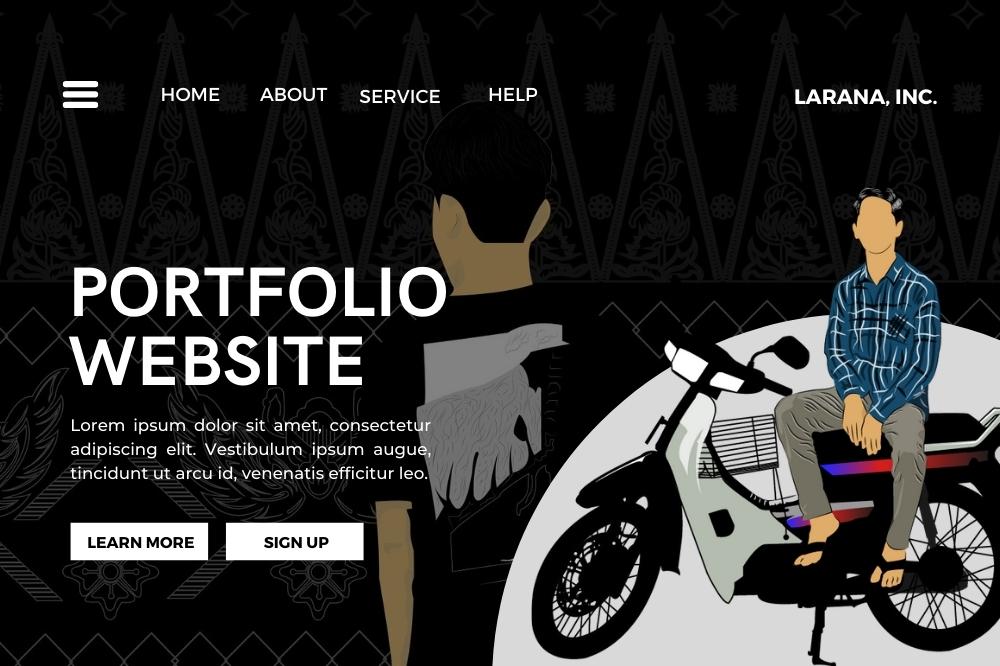 HOME ABOUT SERVICE HELP LARANA, INC.
PORTFOLIO
WEBSITE
Lorem ipsum dolor sit amet, consectetur
adipiscing elit. Vestibulum ipsum augue,
tincidunt ut arcu id, venenatis efficitur leo.
LEARN MORE SIGN UP